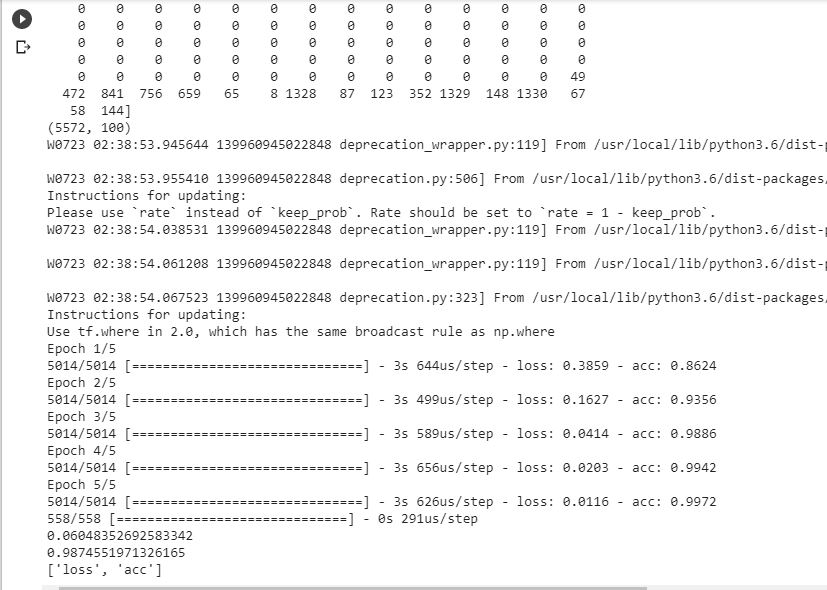 0 0 0 0 0 0 0 0 0 0 0 0 0 0
0 0 0 0 0 0 0 0 0 0 0 0 0 0
0 0 0 0 0 0 0 0 0 0 0 0 0 0
0 0 0 0 0 0 0 0 0 0 0 0 0 0
0 0 0 0 0 0 0 0 0 0 0 0 0 49
472 841 756 659 65 8 1328 87 123 352 1329 148 1330 67
58 144]
(5572, 100)
W0723 02:38:53.945644 139960945022848 deprecation_wrapper.py:119] From /usr/local/lib/python3.6/dist-p
W0723 02:38:53.955410 139960945022848 deprecation.py:506] From /usr/local/lib/python3.6/dist-packages/
Instructions for updating:
Please use `rate` instead of `keep_prob`. Rate should be set to `rate = 1 - keep_prob`.
W0723 02:38:54.038531 139960945022848 deprecation_wrapper.py:119] From /usr/local/lib/python3.6/dist-p
W0723 02:38:54.061208 139960945022848 deprecation_wrapper.py:119] From /usr/local/lib/python3.6/dist-p
W0723 02:38:54.067523 139960945022848 deprecation.py:323] From /usr/local/lib/python3.6/dist-packages/
Instructions for updating:
Use tf.where in 2.0, which has the same broadcast rule as np.where
Epoch 1/5
5014/5014 [==============================] - 3s 644us/step - loss: 0.3859 - acc: 0.8624
Epoch 2/5
5014/5014 [==============================] - 3s 499us/step - loss: 0.1627 - acc: 0.9356
Epoch 3/5
5014/5014 [==============================] - 3s 589us/step - loss: 0.0414 - acc: 0.9886
Epoch 4/5
5014/5014 [==============================] - 3s 656us/step - loss: 0.0203 - acc: 0.9942
Epoch 5/5
5014/5014 [==============================] - 3s 626us/step - loss: 0.0116 - acc: 0.9972
558/558 [==============================] - 0s 291us/step
0.06048352692583342
0.9874551971326165
['loss', 'acc']